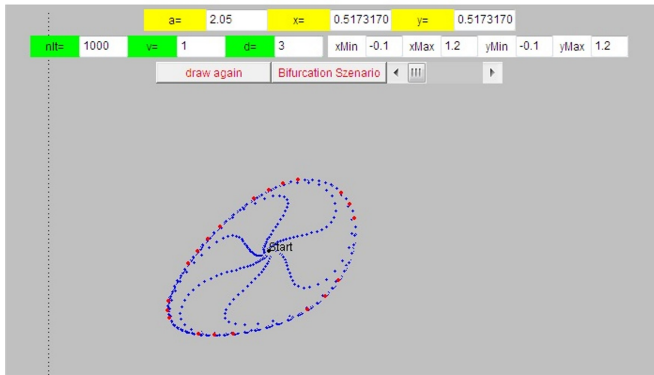 a= 2.05 x= 0.5173170 y= 0.5173170
nIt= 1000 v= 1 d= 3 xMin -0.1 xMax 1.2 yMin -0.1 yMax 1.2
draw again Bifurcation Szenario
Start